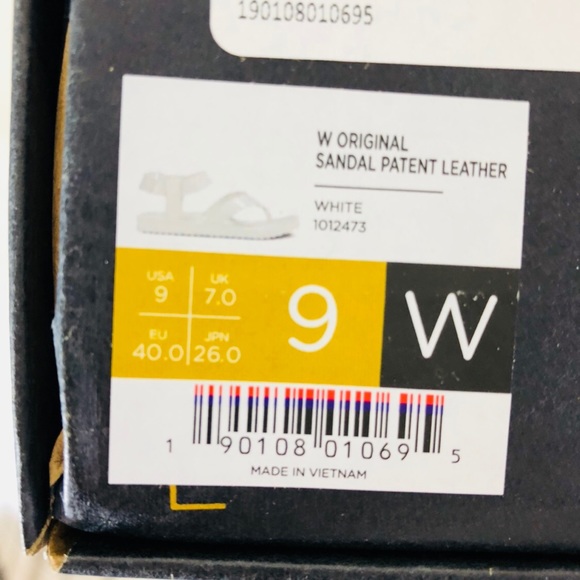 190108010695
W ORIGINAL
SANDAL PATENT LEATHER
WHITE
1012473
USA UK
9 7.0
EU JPN
40.0 26.0
9 W
1 90108 01069 5
MADE IN VIETNAM